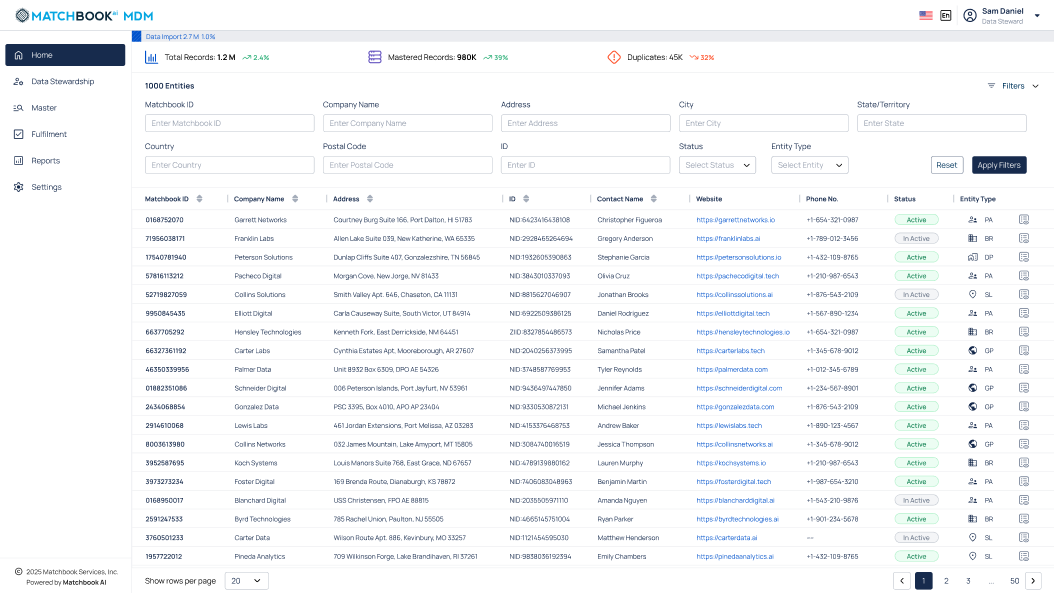 MATCHBOOK AI MDM
En
Sam Daniel
Data Steward
Home
Data Stewardship
Master
Fulfilment
Reports
Settings
© 2025 Matchbook Services, Inc.
Powered by Matchbook AI
Data Import 2.7 M 1.0%
Total Records: 1.2 M 2.4% Mastered Records: 980K 39% Duplicates: 45K 32%
1000 Entities Filters
Matchbook ID Company Name Address City State/Territory
Enter Matchbook ID Enter Company Name Enter Address Enter City Enter State
Country Postal Code ID Status Entity Type
Enter Country Enter Postal Code Enter ID Select Status Select Entity Reset Apply Filters
Matchbook ID Company Name Address ID Contact Name Website Phone No. Status Entity Type
0168752070 Garrett Networks Courtney Burg Suite 166, Port Dalton, HI 51783 NID:6423416438108 Christopher Figueroa https://garrettnetworks.io +1-654-321-0987 Active PA
71956038171 Franklin Labs Allen Lake Suite 039, New Katherine, WA 65335 NID:2928465264694 Gregory Anderson https://franklinlabs.ai +1-789-012-3456 In Active BR
17540781940 Peterson Solutions Dunlap Cliffs Suite 407, Gonzalezshire, TN 56845 NID:1932605390863 Stephanie Garcia https://petersonsolutions.io +1-432-109-8765 Active DP
57816113212 Pacheco Digital Morgan Cove, New Jorge, NV 81433 NID:3843010337093 Olivia Cruz https://pachecodigital.tech +1-210-987-6543 Active PA
52719827059 Collins Solutions Smith Valley Apt. 646, Chaseton, CA 11131 NID:8815627046907 Jonathan Brooks https://collinssolutions.ai +1-876-543-2109 In Active SL
9950845435 Elliott Digital Carla Causeway Suite, South Victor, UT 84914 NID:6922509386125 Daniel Rodriguez https://elliottdigital.tech +1-567-890-1234 Active PA
6637705292 Hensley Technologies Kenneth Fork, East Derrickside, NM 64451 ZIID:8327854486573 Nicholas Price https://hensleytechnologies.io +1-654-321-0987 Active BR
66327361192 Carter Labs Cynthia Estates Apt, Mooreborough, AR 27607 NID:2040256373995 Samantha Patel https://carterlabs.tech +1-345-678-9012 Active GP
46350339956 Palmer Data Unit 8932 Box 6309, DPO AE 54326 NID:3748587769953 Tyler Reynolds https://palmerdata.com +1-012-345-6789 Active PA
01882351086 Schneider Digital 006 Peterson Islands, Port Jayfurt, NV 53961 NID:9436497447850 Jennifer Adams https://schneiderdigital.com +1-234-567-8901 Active GP
2434068854 Gonzalez Data PSC 3395, Box 4010, APO AP 23404 NID:9330530872131 Michael Jenkins https://gonzalezdata.com +1-876-543-2109 Active GP
2914610068 Lewis Labs 461 Jordan Extensions, Port Melissa, AZ 03283 NID:4153376468753 Andrew Baker https://lewislabs.tech +1-890-123-4567 Active PA
8003613980 Collins Networks 032 James Mountain, Lake Amyport, MT 15805 NID:3084740016519 Jessica Thompson https://collinsnetworks.ai +1-345-678-9012 Active GP
3952587695 Koch Systems Louis Manors Suite 768, East Grace, ND 67657 NID:4789139880162 Lauren Murphy https://kochsystems.io +1-210-987-6543 Active BR
3973273234 Foster Digital 169 Brenda Route, Dianaburgh, KS 78872 NID:7406083048963 Benjamin Martin https://fosterdigital.tech +1-987-654-3210 Active PA
0168950017 Blanchard Digital USS Christensen, FPO AE 88815 NID:2035505971110 Amanda Nguyen https://blancharddigital.ai +1-543-210-9876 In Active PA
2591247533 Byrd Technologies 785 Rachel Union, Paulton, NJ 55505 NID:4665145751004 Ryan Parker https://byrdtechnologies.ai +1-901-234-5678 Active BR
3760501233 Carter Data Wilson Route Apt. 886, Kevinbury, MO 33257 NID:1121454595030 Matthew Henderson https://carterdata.ai --- In Active SL
1957722012 Pineda Analytics 709 Wilkinson Forge, Lake Brandihaven, RI 37261 NID:9838036192394 Emily Chambers https://pinedaanalytics.ai +1-432-109-8765 Active SL
Show rows per page 20 1 2 3 ... 50